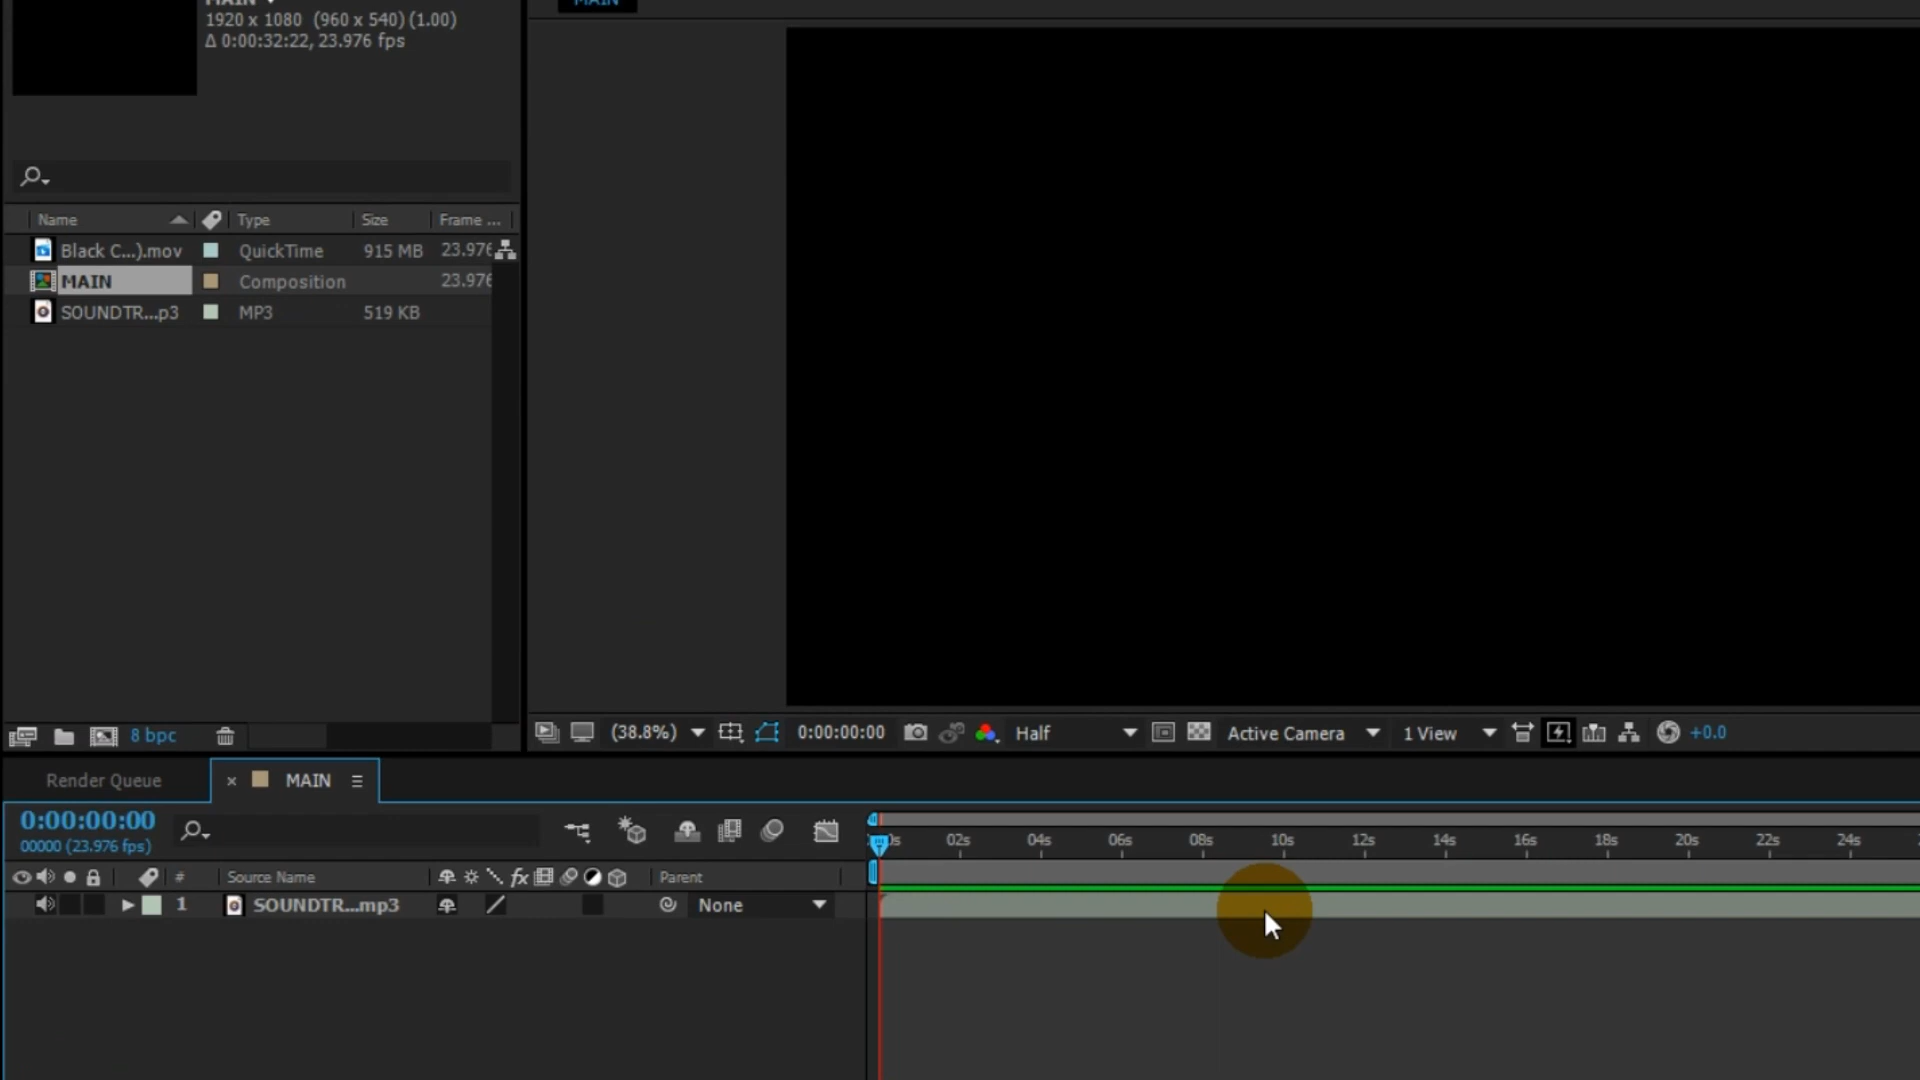 MAIN
1920 x 1080 (960 x 540) (1.00)
Δ 0:00:32:22, 23.976 fps
MAIN
Name Type Size Frame ...
Black C...).mov QuickTime 915 MB 23.976
MAIN Composition 23.976
SOUNDTR...p3 MP3 519 KB
8 bpc
(38.8%) 0:00:00:00 Half Active Camera 1 View +0.0
Render Queue × MAIN
0:00:00:00
00000 (23.976 fps)
0s 02s 04s 06s 08s 10s 12s 14s 16s 18s 20s 22s 24s
# Source Name fx Parent
1 SOUNDTR...mp3 None